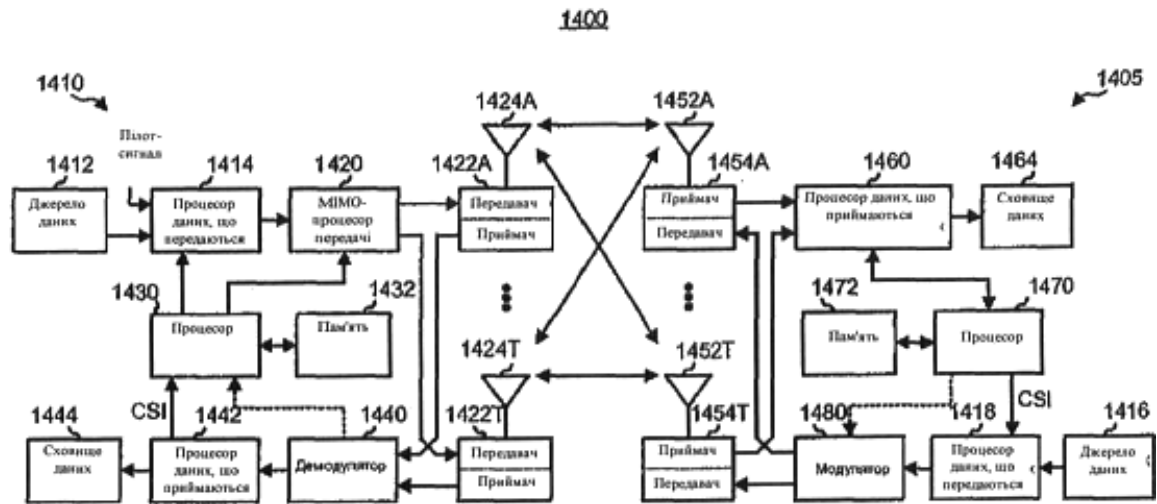 1400
1410
1405
1424A
1452A
Пілот-
сигнал
1412
1414
1420
1422A
1454A
1460
1464
Джерело
даних
Процесор
даних, що
передаються
MIMO-
процесор
передачі
Передавач
Приймач
Приймач
Передавач
Процесор даних, що
приймаються
Сховище
даних
1430
1432
1472
1470
Процесор
Пам'ять
Пам'ять
Процесор
1424T
1452T
CSI
CSI
1444
1442
1440
1422T
1454T
1480
1418
1416
Сховище
даних
Процесор
даних, що
приймаються
Демодулятор
Передавач
Приймач
Приймач
Передавач
Модулятор
Процесор
даних, що
передаються
Джерело
даних